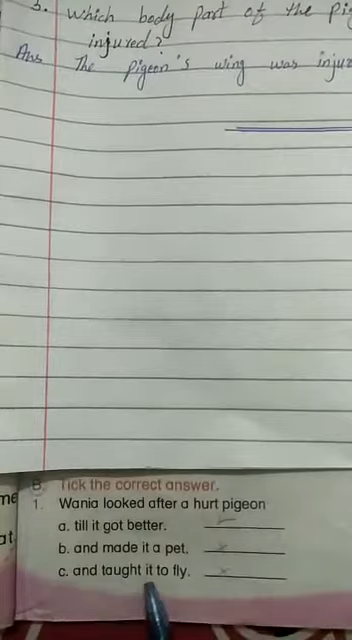 3. Which body part of the
injured?
Ans The pigeon's wing was
B. Tick the correct answer.
1. Wania looked after a hurt pigeon
a. till it got better.
b. and made it a pet. ×
c. and taught it to fly. ×